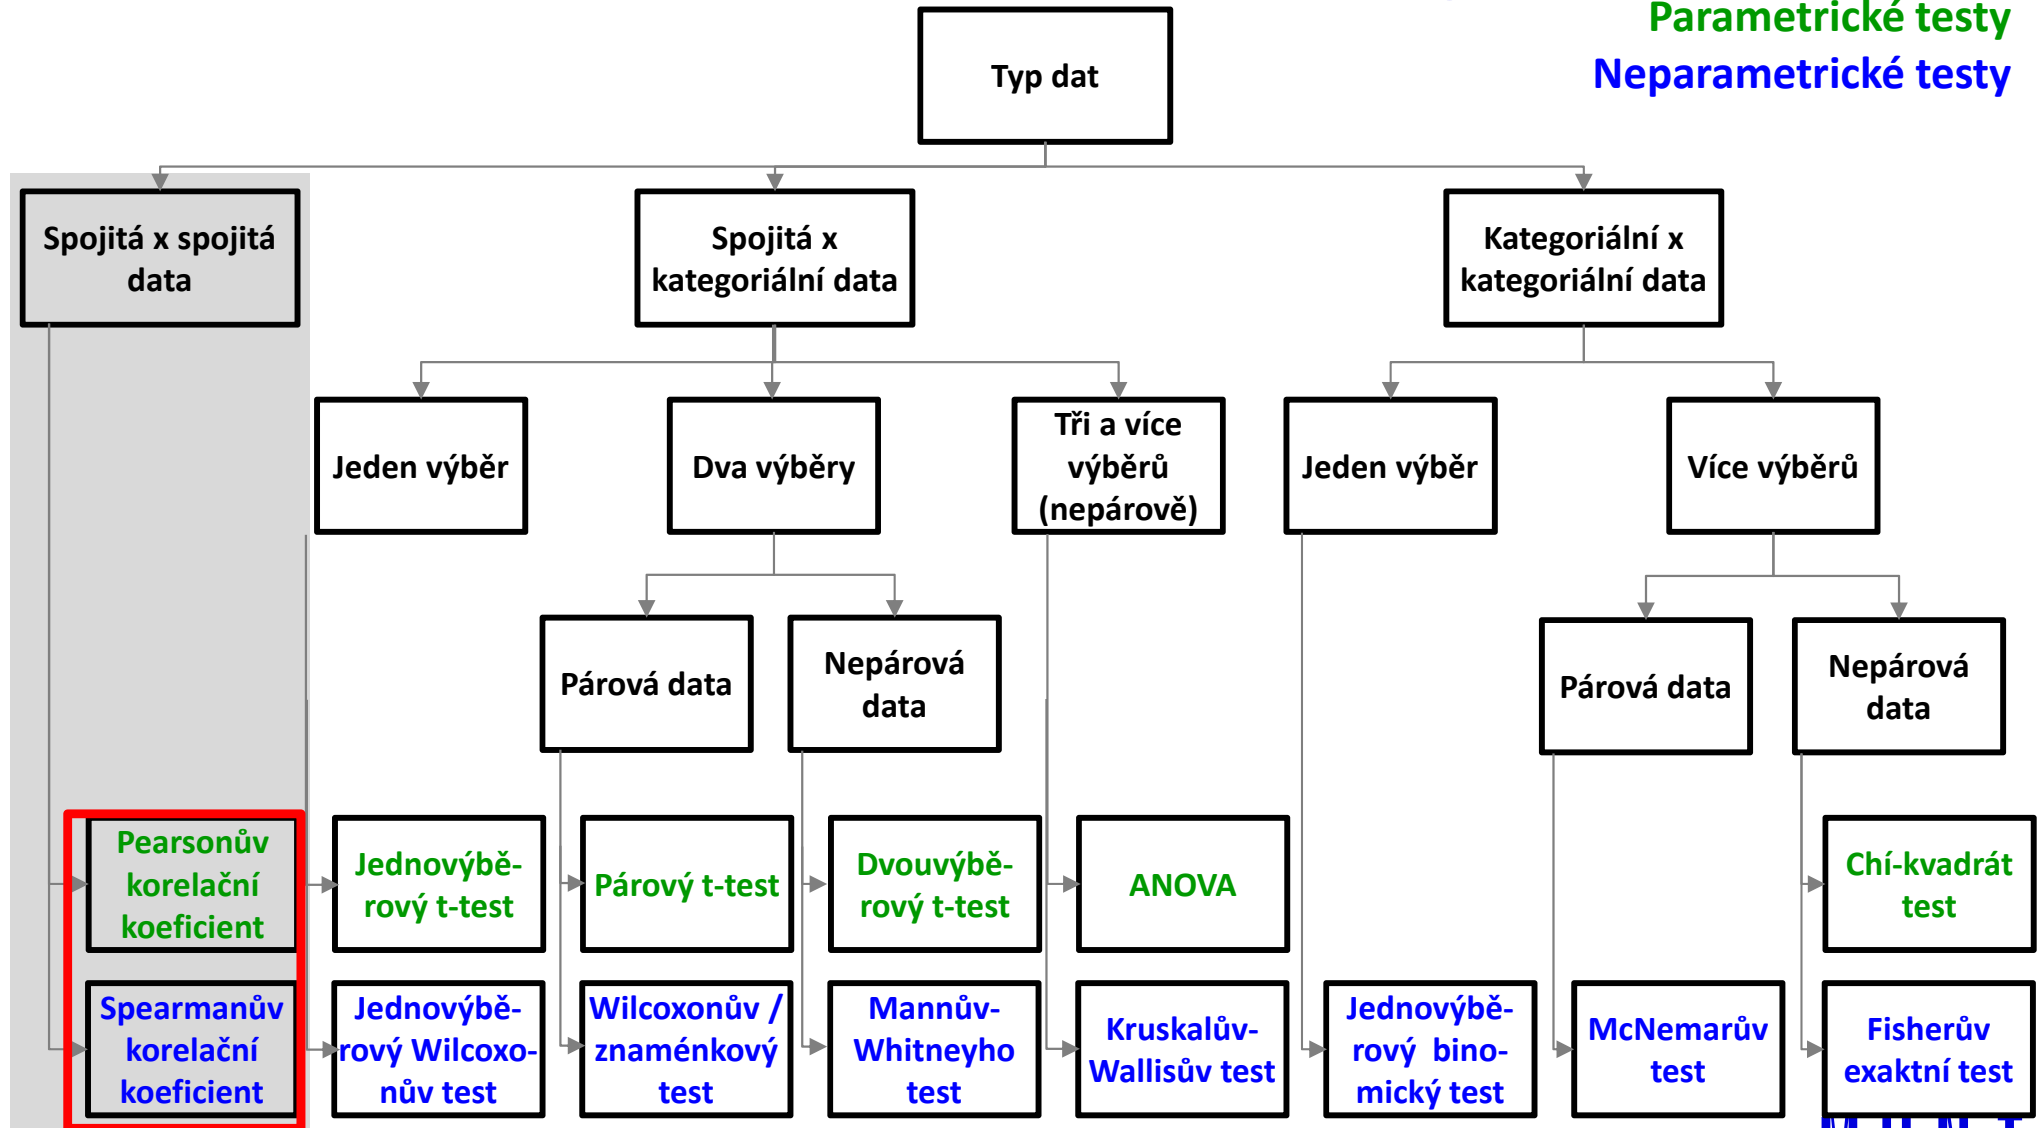 Parametrické testy
Neparametrické testy
Typ dat
Spojitá x spojitá
data
Spojitá x
kategoriální data
Kategoriální x
kategoriální data
Jeden výběr
Dva výběry
Tři a více
výběrů
(nepárově)
Jeden výběr
Více výběrů
Párová data
Nepárová
data
Párová data
Nepárová
data
Pearsonův
korelační
koeficient
Jednovýbě-
rový t-test
Párový t-test
Dvouvýbě-
rový t-test
ANOVA
Chí-kvadrát
test
Spearmanův
korelační
koeficient
Jednovýbě-
rový Wilcoxo-
nův test
Wilcoxonův /
znaménkový
test
Mannův-
Whitneyho
test
Kruskalův-
Wallisův test
Jednovýbě-
rový bino-
mický test
McNemarův
test
Fisherův
exaktní test